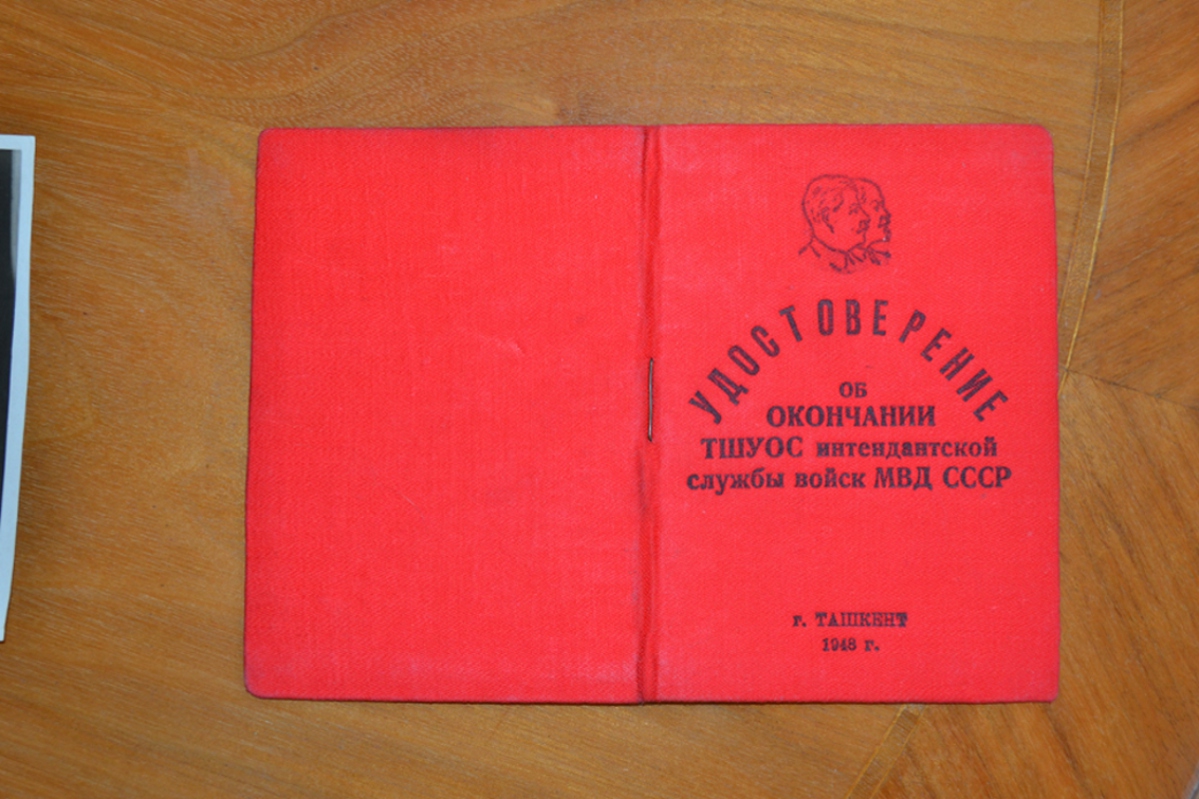 УДОСТОВЕРЕНИЕ
ОБ
ОКОНЧАНИИ
ТШУОС интендантской
службы войск МВД СССР
г. ТАШКЕНТ
1948 г.